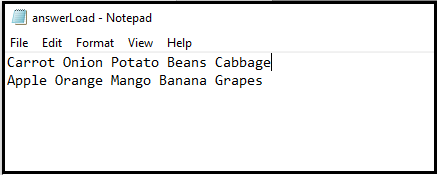 answerLoad - Notepad
File Edit Format View Help
Carrot Onion Potato Beans Cabbage
Apple Orange Mango Banana Grapes